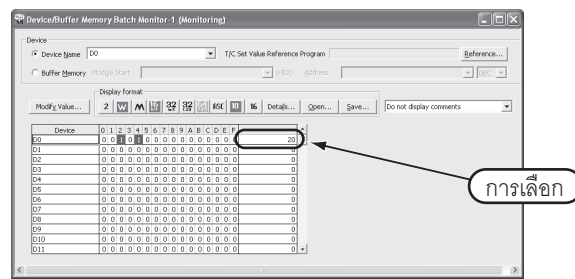 Device/Buffer Memory Batch Monitor-1 (Monitoring)
Device
Device Name D0 T/C Set Value Reference Program Reference...
Buffer Memory Module Start (HEX) Address DEC
Display format
Modify Value... 2 W M 16 32 32 64 ASC 10 16 Details... Open... Save... Do not display comments
Device 0 1 2 3 4 5 6 7 8 9 A B C D E F
D0 0 0 1 0 1 0 0 0 0 0 0 0 0 0 0 0 20
D1 0 0 0 0 0 0 0 0 0 0 0 0 0 0 0 0 0
D2 0 0 0 0 0 0 0 0 0 0 0 0 0 0 0 0 0
D3 0 0 0 0 0 0 0 0 0 0 0 0 0 0 0 0 0
D4 0 0 0 0 0 0 0 0 0 0 0 0 0 0 0 0 0
D5 0 0 0 0 0 0 0 0 0 0 0 0 0 0 0 0 0
D6 0 0 0 0 0 0 0 0 0 0 0 0 0 0 0 0 0
D7 0 0 0 0 0 0 0 0 0 0 0 0 0 0 0 0 0
D8 0 0 0 0 0 0 0 0 0 0 0 0 0 0 0 0 0
D9 0 0 0 0 0 0 0 0 0 0 0 0 0 0 0 0 0
D10 0 0 0 0 0 0 0 0 0 0 0 0 0 0 0 0 0
D11 0 0 0 0 0 0 0 0 0 0 0 0 0 0 0 0 0
การเลือก